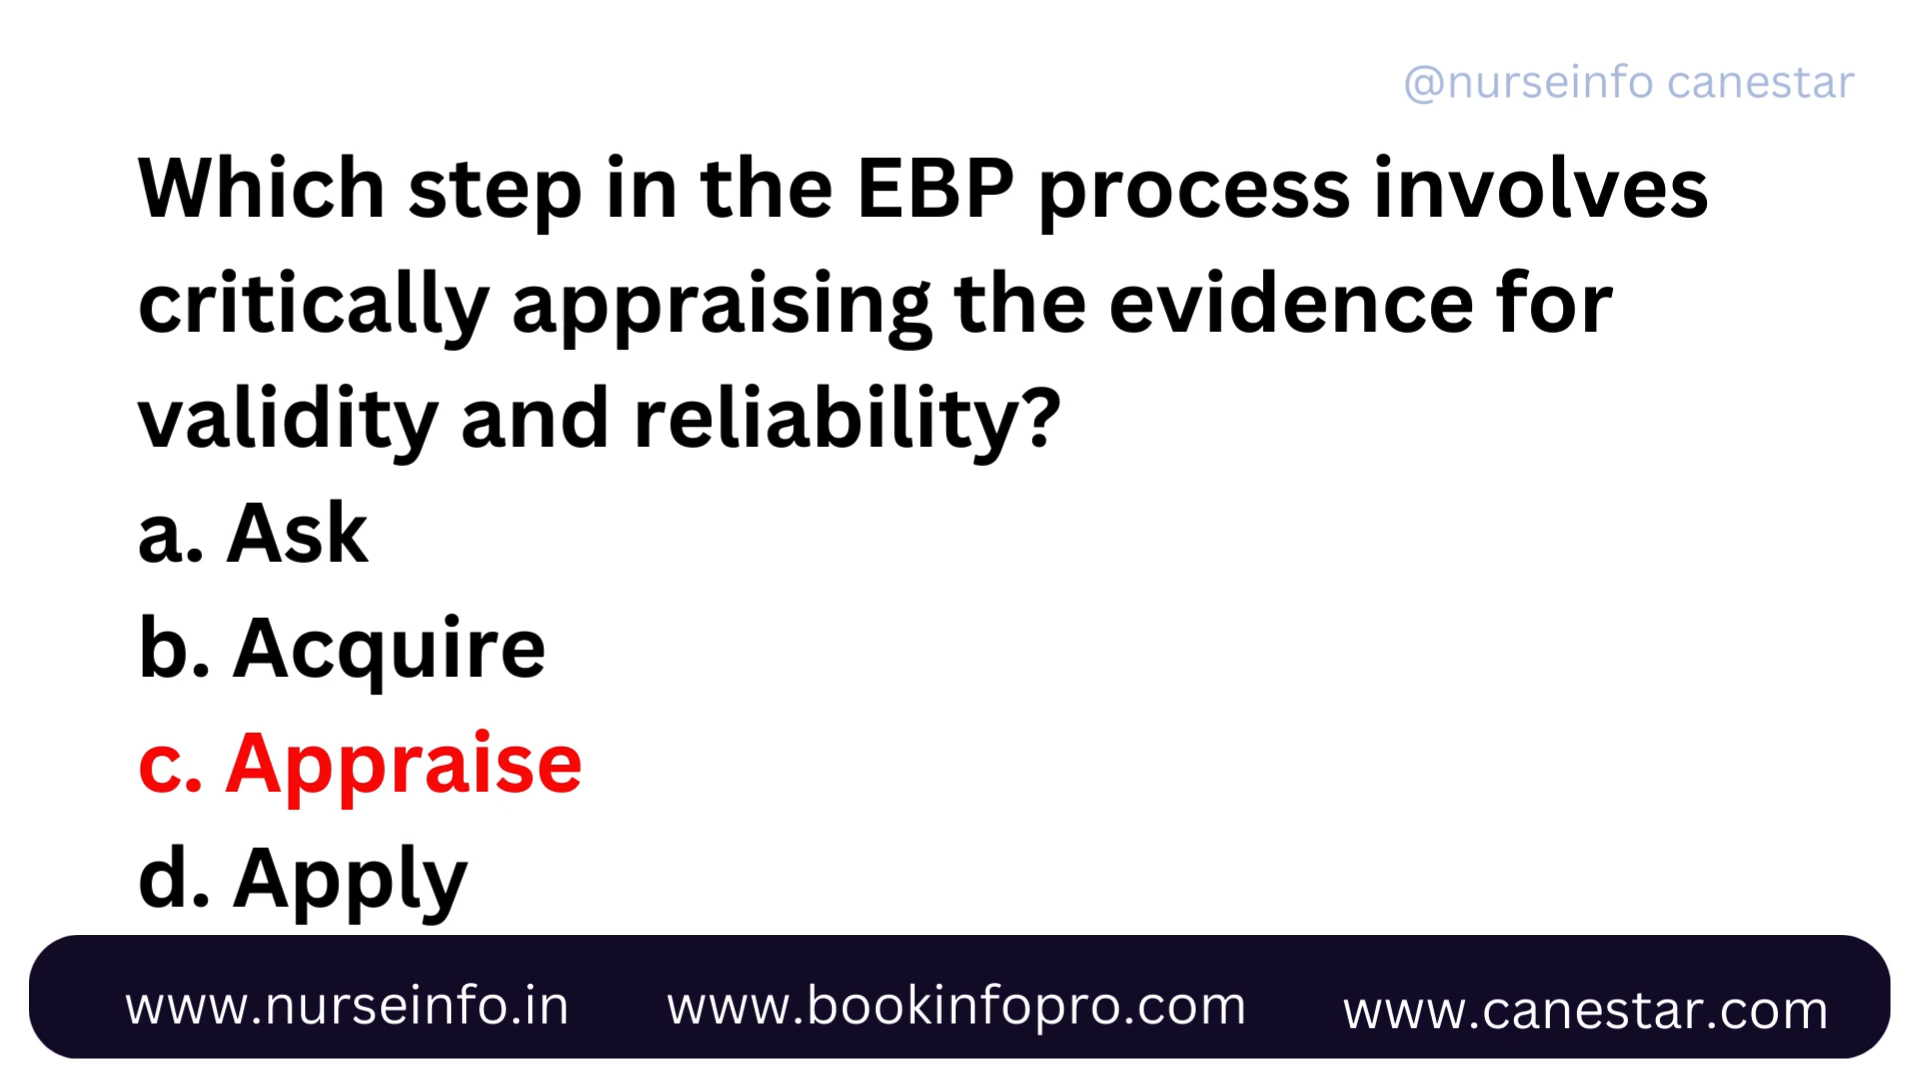 @nurseinfo canestar
Which step in the EBP process involves
critically appraising the evidence for
validity and reliability?
a. Ask
b. Acquire
c. Appraise
d. Apply
www.nurseinfo.in www.bookinfopro.com www.canestar.com